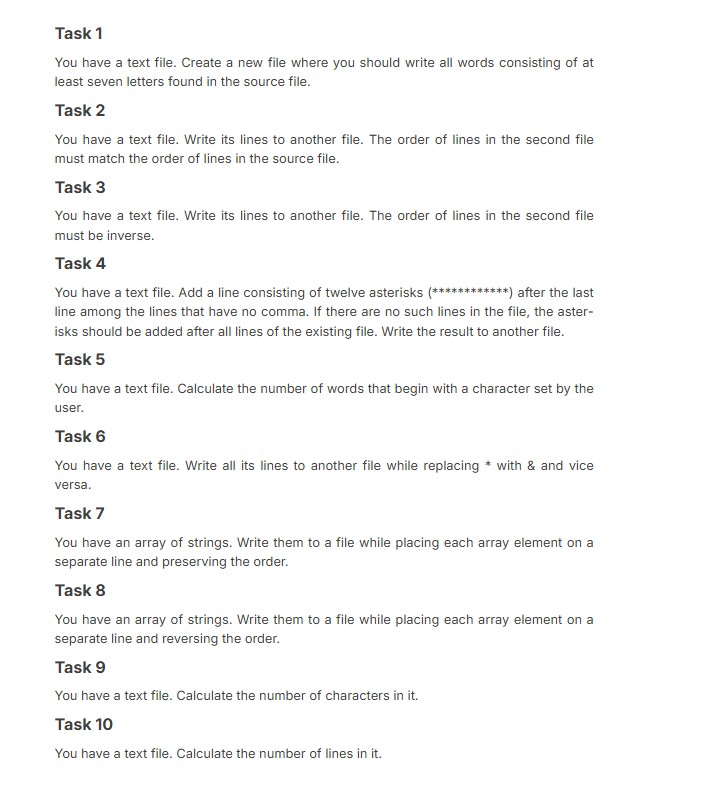 Task 1
You have a text file. Create a new file where you should write all words consisting of at
least seven letters found in the source file.
Task 2
You have a text file. Write its lines to another file. The order of lines in the second file
must match the order of lines in the source file.
Task 3
You have a text file. Write its lines to another file. The order of lines in the second file
must be inverse.
Task 4
You have a text file. Add a line consisting of twelve asterisks (************) after the last
line among the lines that have no comma. If there are no such lines in the file, the aster-
isks should be added after all lines of the existing file. Write the result to another file.
Task 5
You have a text file. Calculate the number of words that begin with a character set by the
user.
Task 6
You have a text file. Write all its lines to another file while replacing * with & and vice
versa.
Task 7
You have an array of strings. Write them to a file while placing each array element on a
separate line and preserving the order.
Task 8
You have an array of strings. Write them to a file while placing each array element on a
separate line and reversing the order.
Task 9
You have a text file. Calculate the number of characters in it.
Task 10
You have a text file. Calculate the number of lines in it.